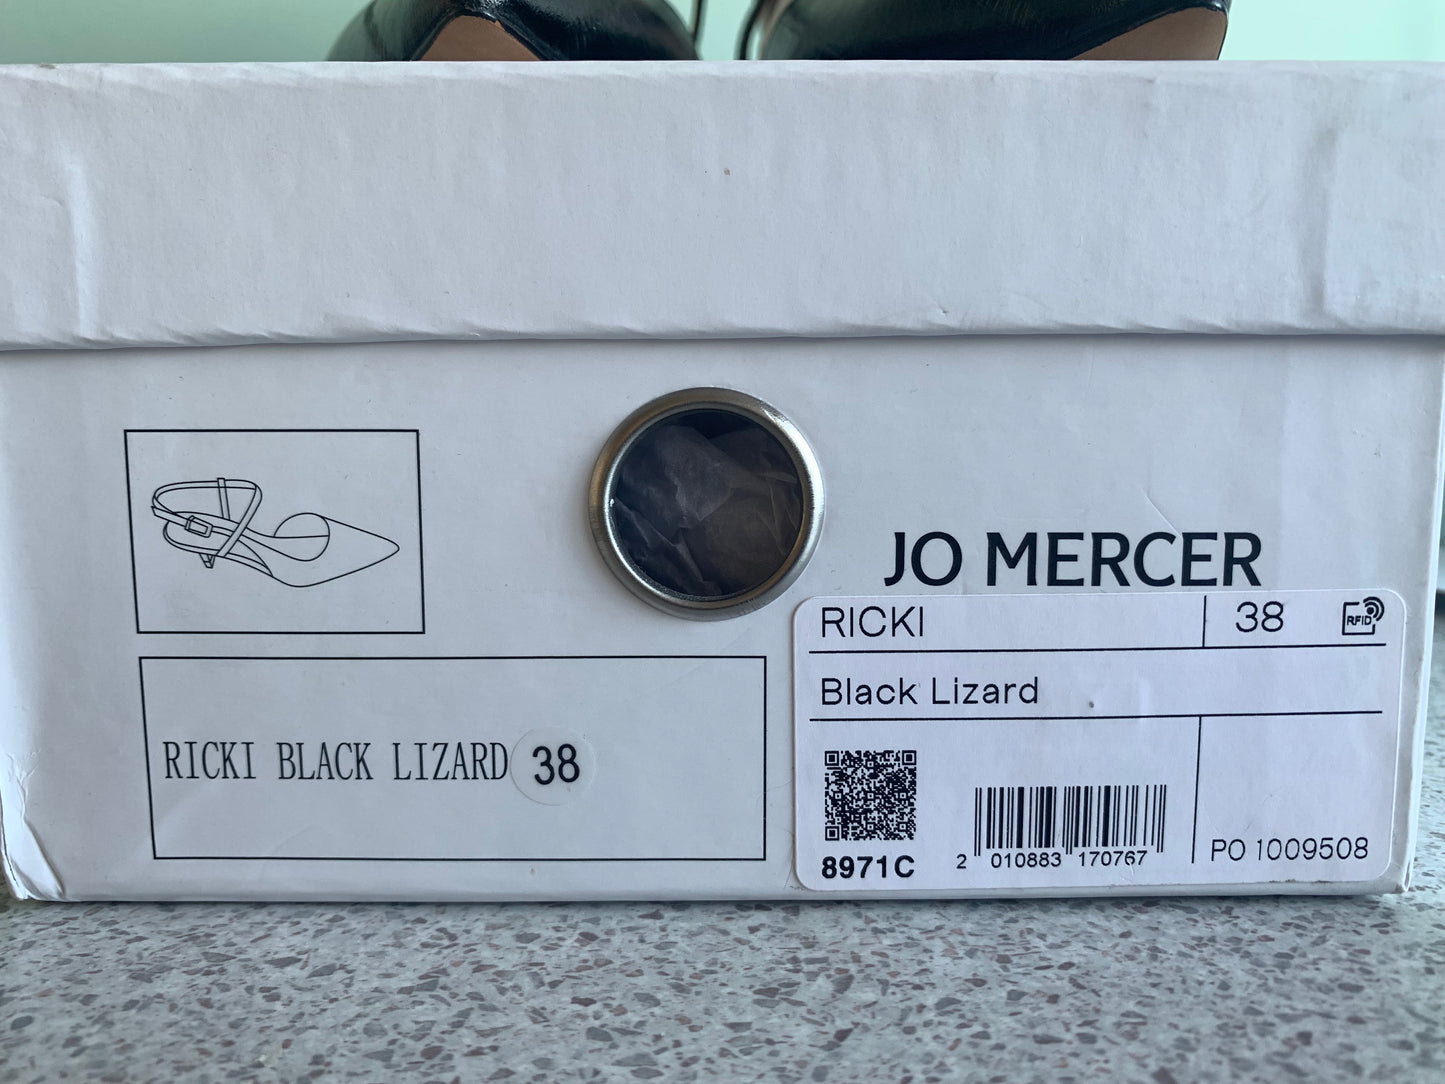 JO MERCER
RICKI 38 RFID
Black Lizard
RICKI BLACK LIZARD 38
8971C
2 010883 170767
PO 1009508